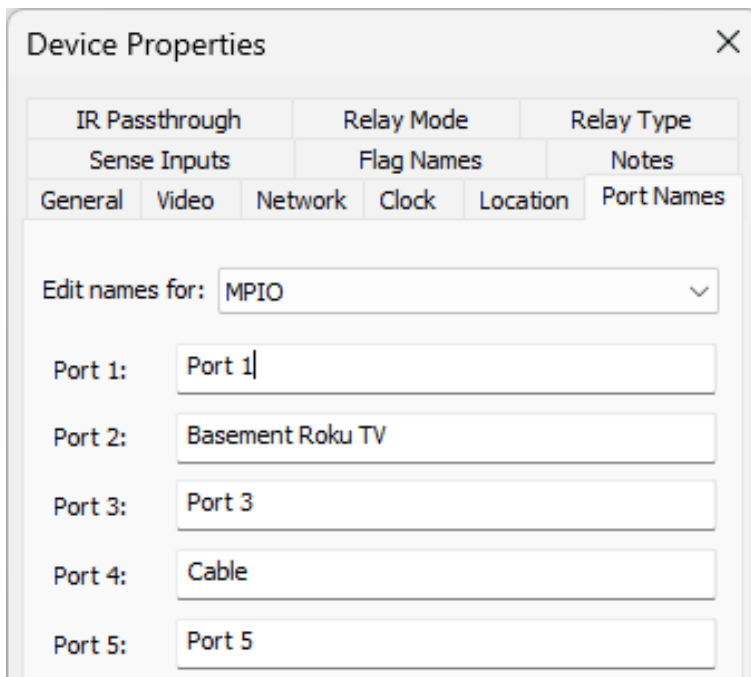 Device Properties
IR Passthrough Relay Mode Relay Type
Sense Inputs Flag Names Notes
General Video Network Clock Location Port Names
Edit names for: MPIO
Port 1: Port 1
Port 2: Basement Roku TV
Port 3: Port 3
Port 4: Cable
Port 5: Port 5